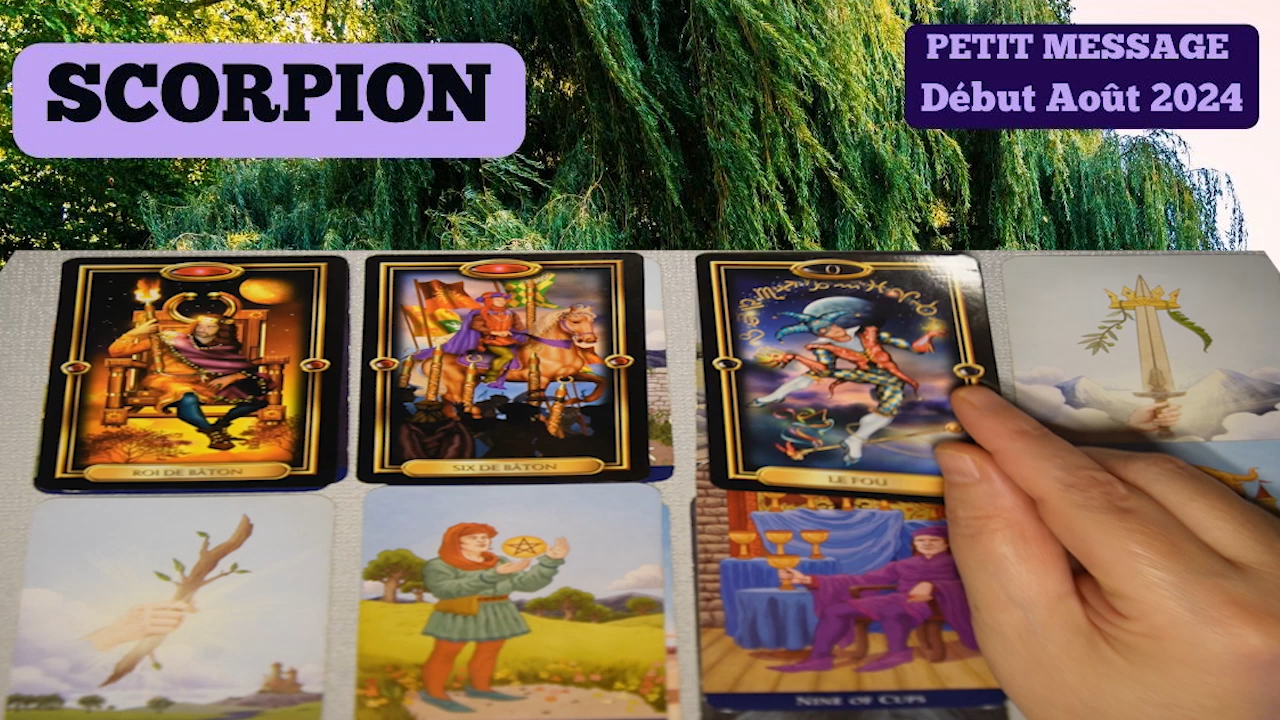 SCORPION
PETIT MESSAGE
Début Août 2024
0
ROI DE BÂTON
SIX DE BÂTON
LE FOU
NINE OF CUPS